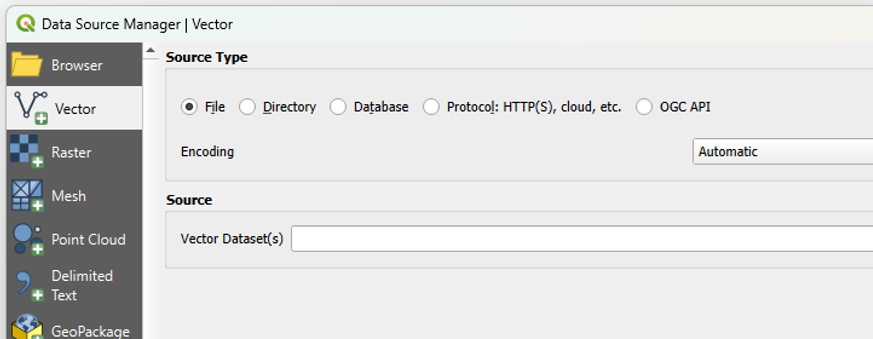 Data Source Manager | Vector
Browser
Vector
Raster
Mesh
Point Cloud
Delimited
Text
GeoPackage
Source Type
File Directory Database Protocol: HTTP(S), cloud, etc. OGC API
Encoding Automatic
Source
Vector Dataset(s)